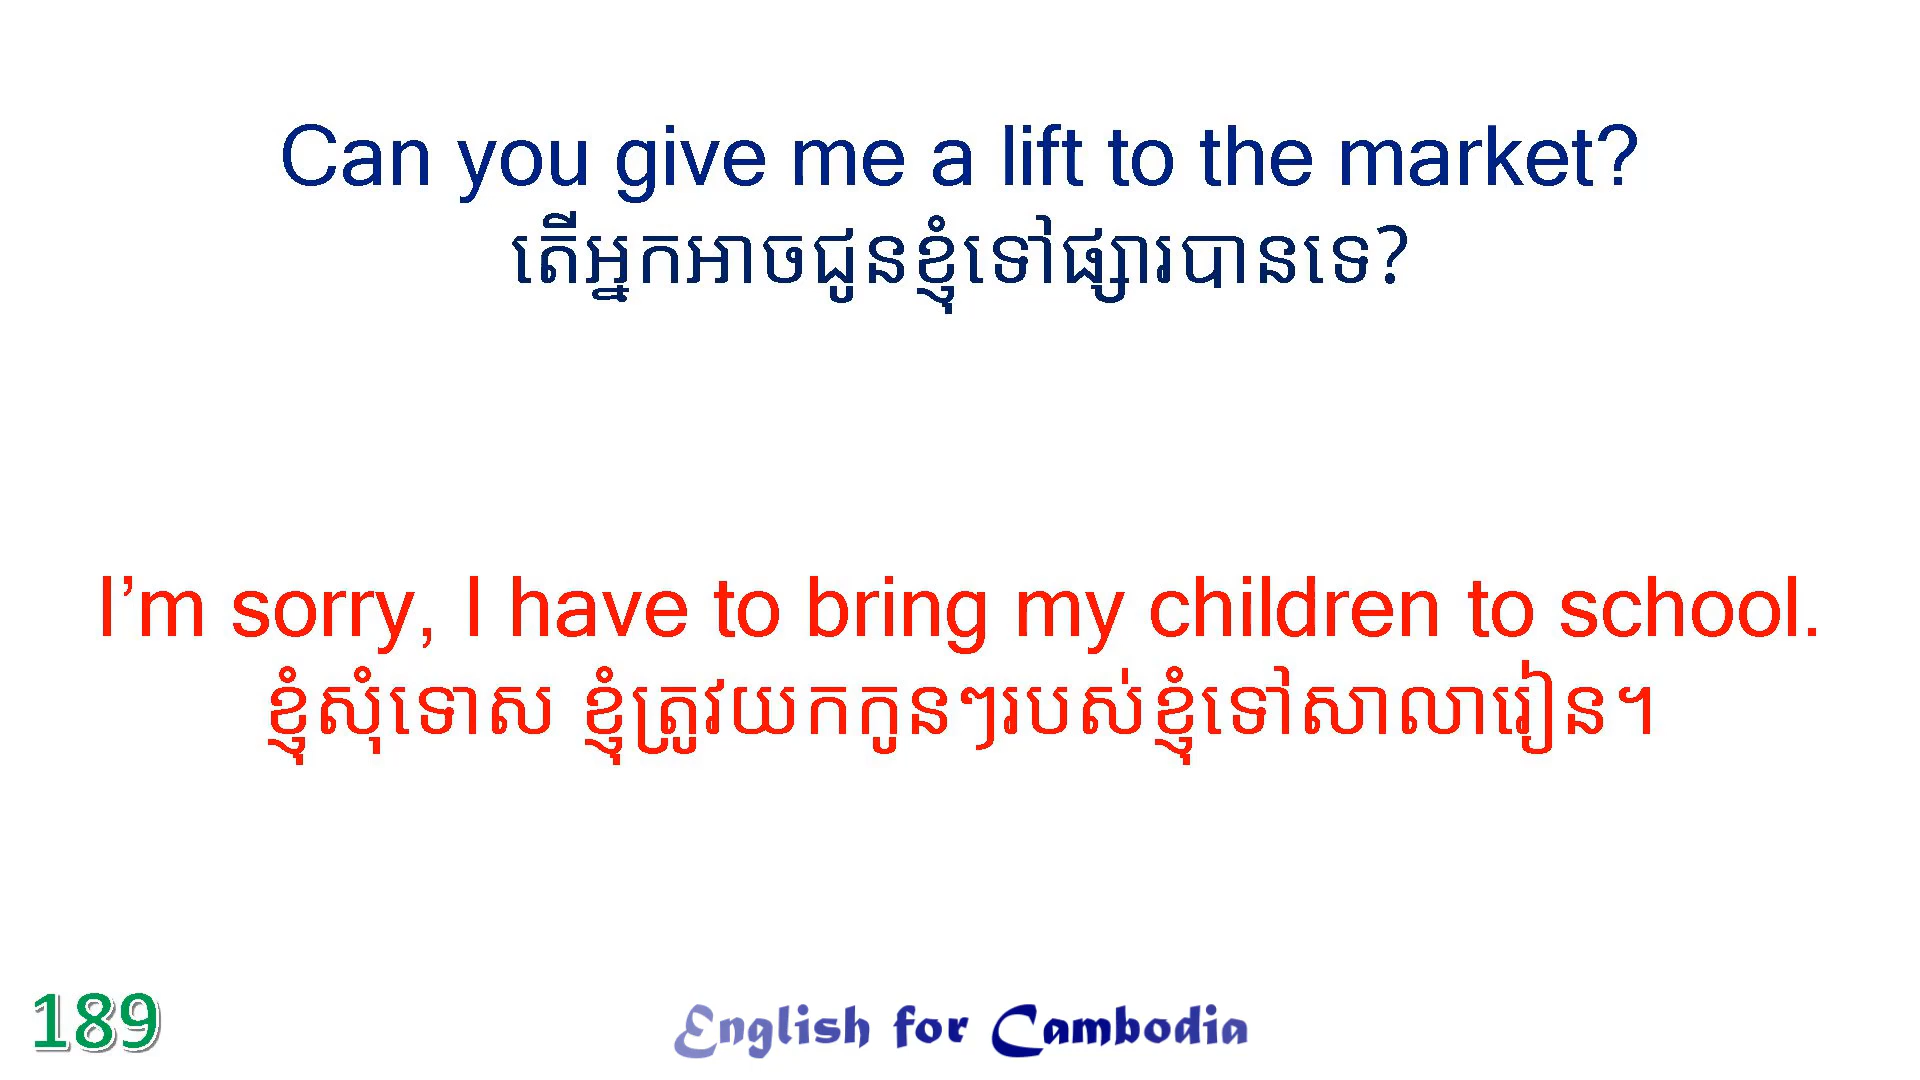 Can you give me a lift to the market?
តើអ្នកអាចជូនខ្ញុំទៅផ្សារបានទេ?
I’m sorry, I have to bring my children to school.
ខ្ញុំសុំទោស ខ្ញុំត្រូវយកកូនៗរបស់ខ្ញុំទៅសាលារៀន។
189
English for Cambodia